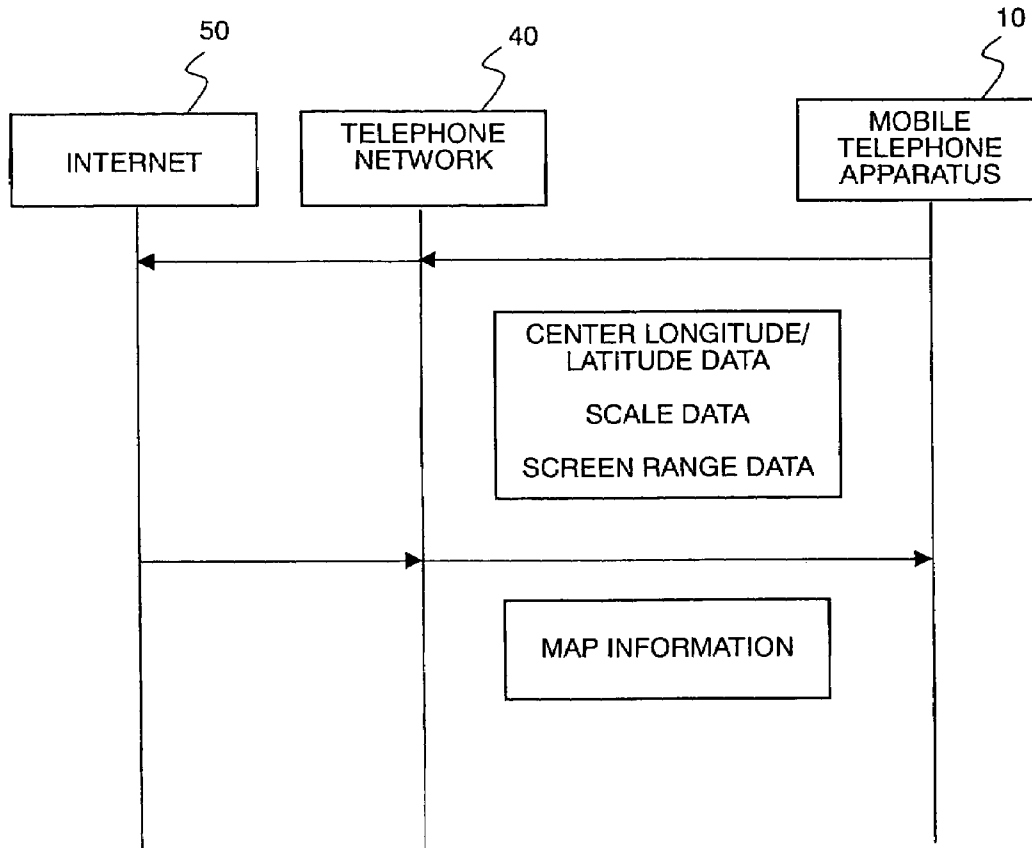 50
40
10
INTERNET
TELEPHONE
NETWORK
MOBILE
TELEPHONE
APPARATUS
CENTER LONGITUDE/
LATITUDE DATA
SCALE DATA
SCREEN RANGE DATA
MAP INFORMATION